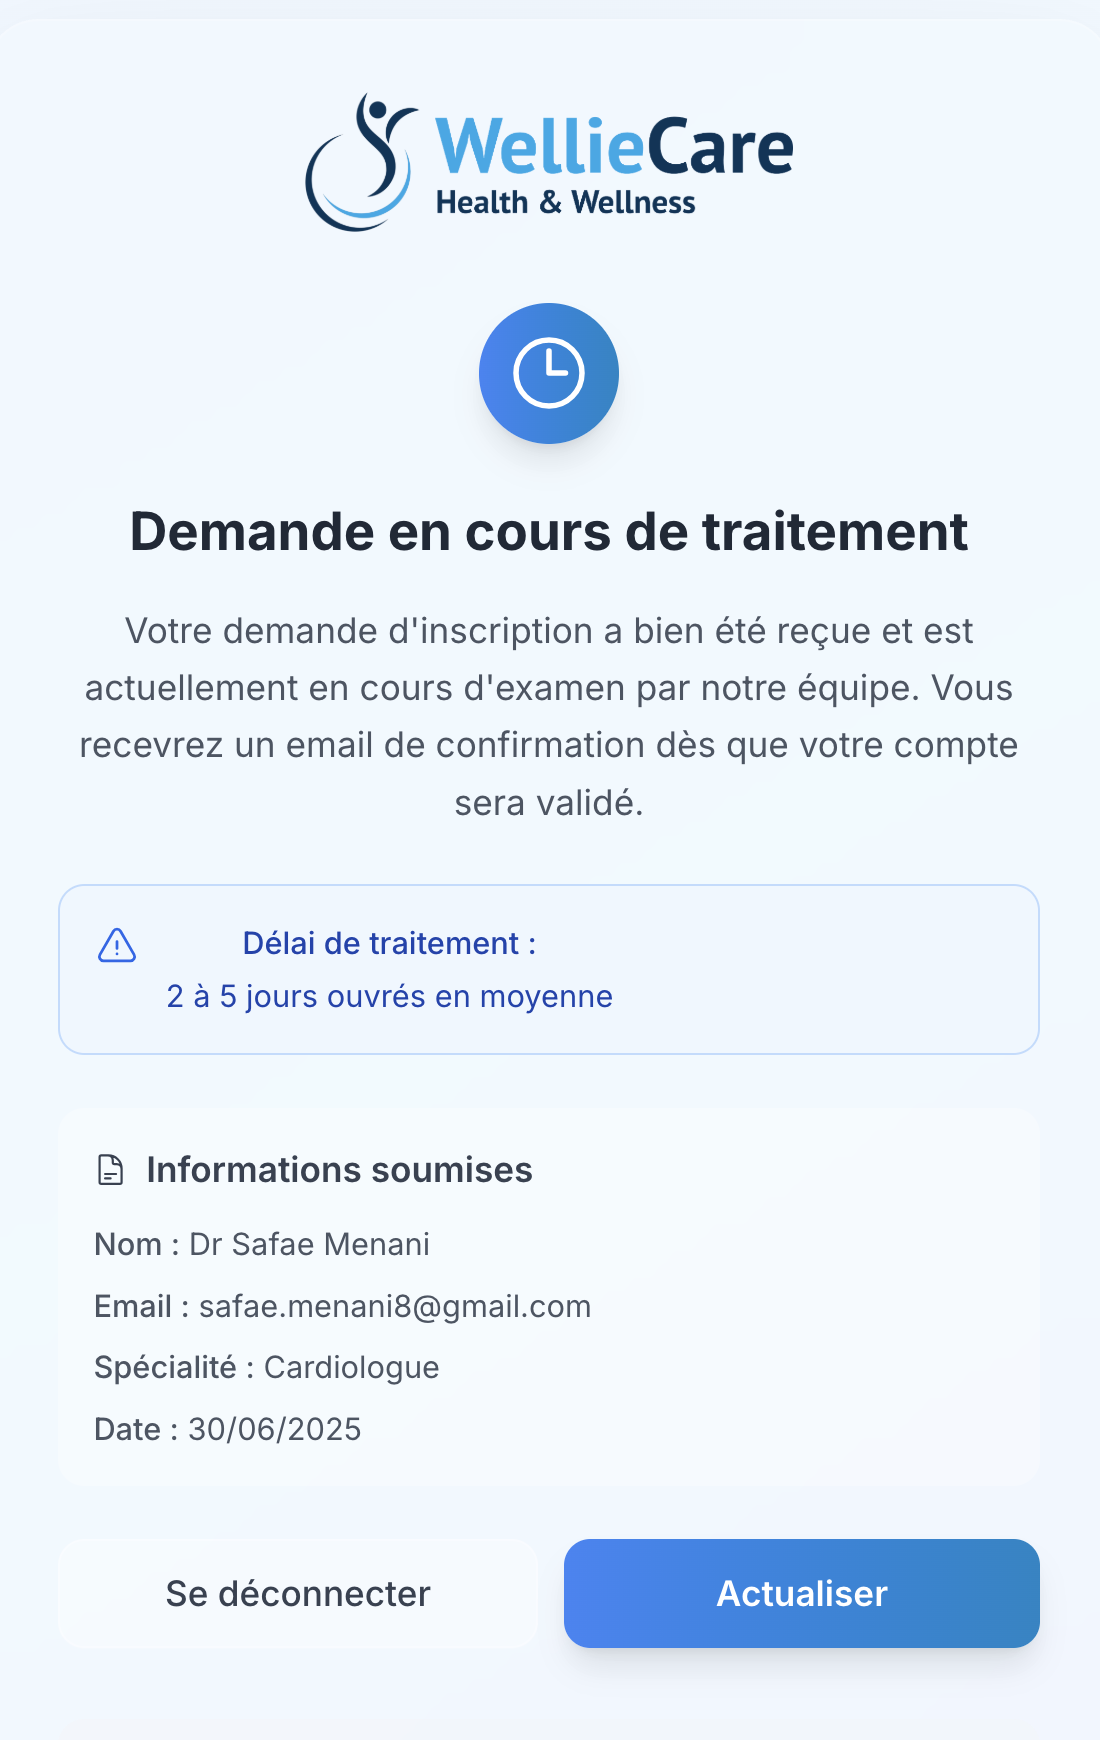 WellieCare
Health & Wellness
Demande en cours de traitement
Votre demande d'inscription a bien été reçue et est
actuellement en cours d'examen par notre équipe. Vous
recevrez un email de confirmation dès que votre compte
sera validé.
Délai de traitement :
2 à 5 jours ouvrés en moyenne
Informations soumises
Nom : Dr Safae Menani
Email : safae.menani8@gmail.com
Spécialité : Cardiologue
Date : 30/06/2025
Se déconnecter
Actualiser